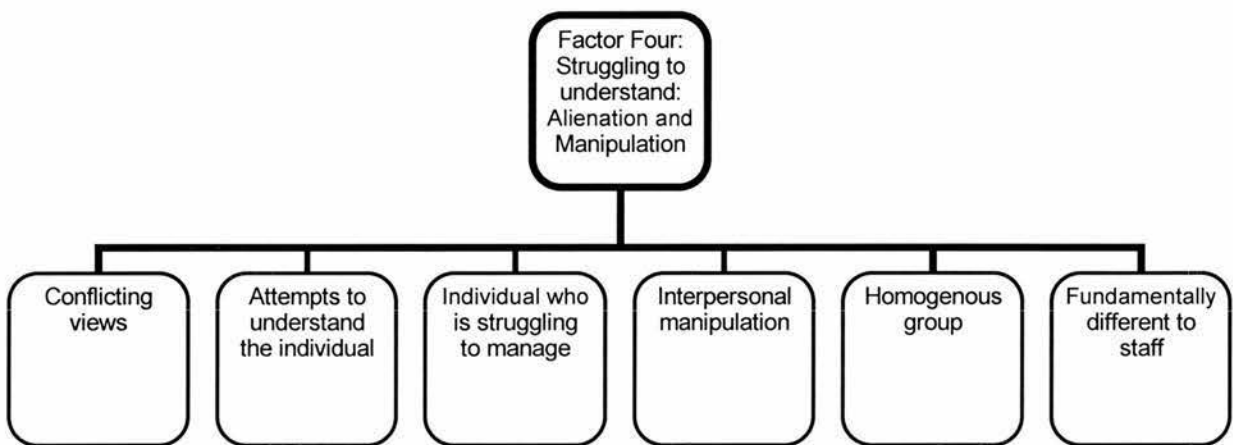 Factor Four:
Struggling to
understand:
Alienation and
Manipulation
Conflicting
views
Attempts to
understand
the individual
Individual who
is struggling
to manage
Interpersonal
manipulation
Homogenous
group
Fundamentally
different to
staff